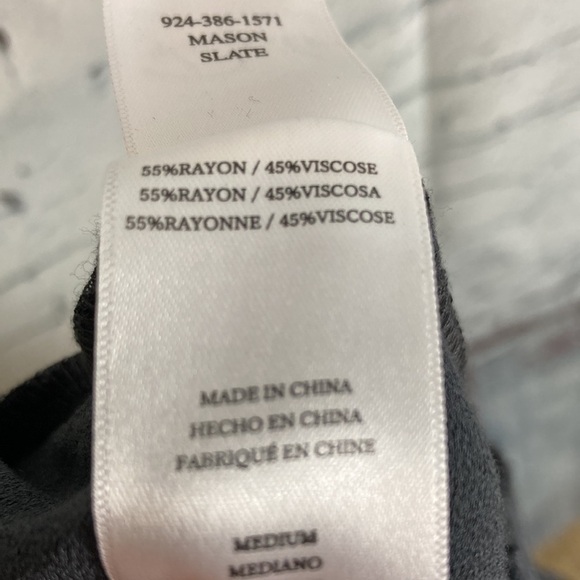 924-386-1571
MASON
SLATE
55%RAYON / 45%VISCOSE
55%RAYON / 45%VISCOSA
55%RAYONNE / 45%VISCOSE
MADE IN CHINA
HECHO EN CHINA
FABRIQUÉ EN CHINE
MEDIUM
MEDIANO